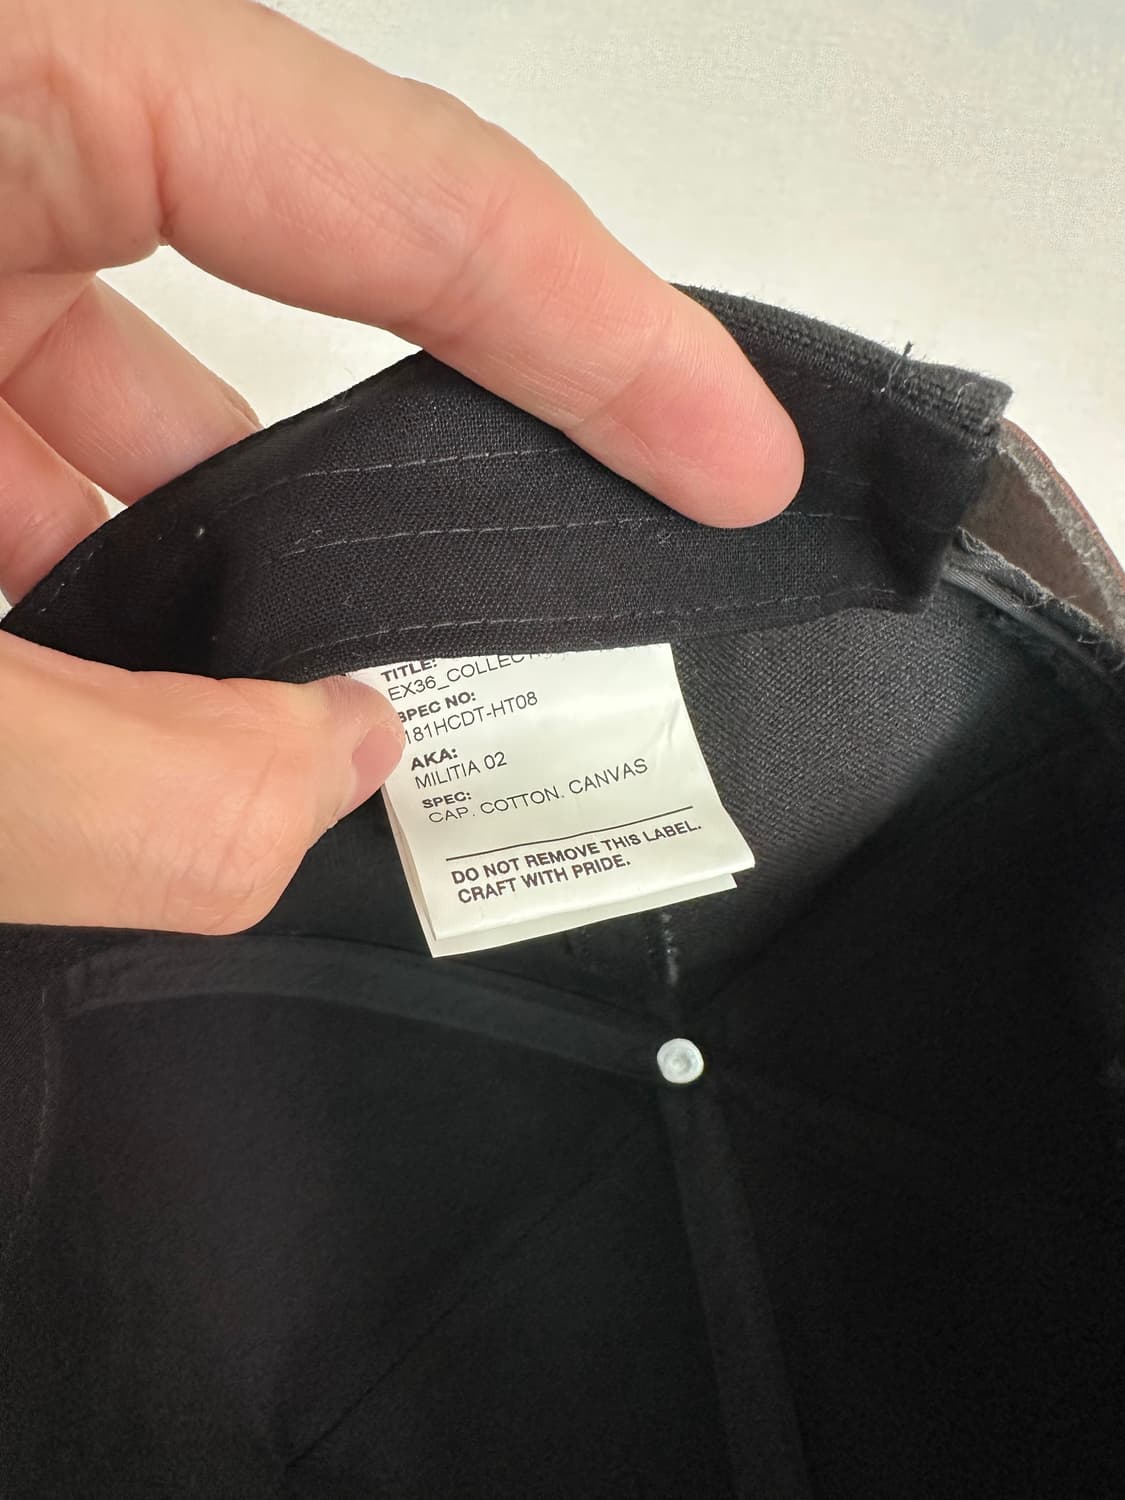 TITLE:
EX36_COLLECTION
SPEC NO:
181HCDT-HT08
AKA:
MILITIA 02
SPEC:
CAP. COTTON. CANVAS
DO NOT REMOVE THIS LABEL.
CRAFT WITH PRIDE.